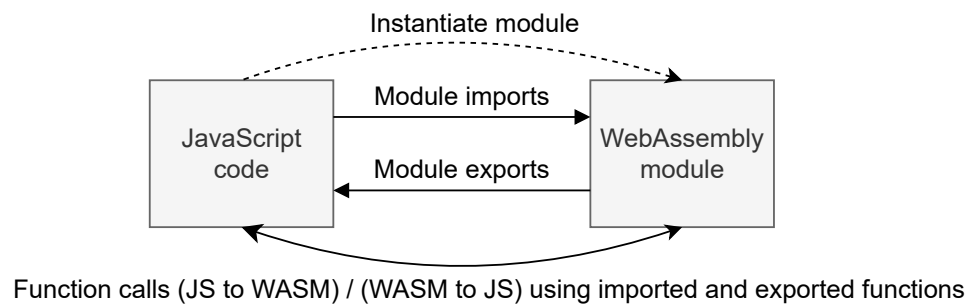 Instantiate module
Module imports
JavaScript
code
WebAssembly
module
Module exports
Function calls (JS to WASM) / (WASM to JS) using imported and exported functions